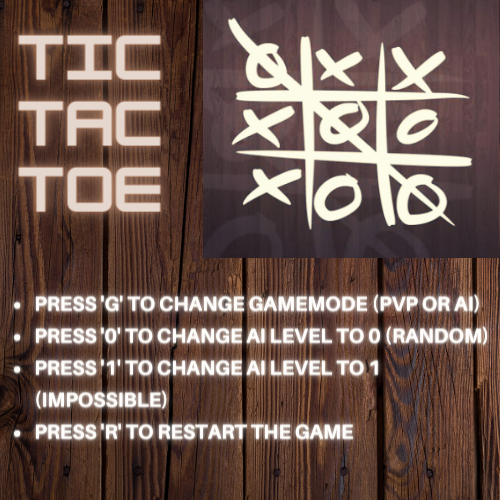 TIC
TAC
TOE
O X X
X O O
X O O
• PRESS 'G' TO CHANGE GAMEMODE (PVP OR AI)
• PRESS '0' TO CHANGE AI LEVEL TO 0 (RANDOM)
• PRESS '1' TO CHANGE AI LEVEL TO 1
(IMPOSSIBLE)
• PRESS 'R' TO RESTART THE GAME